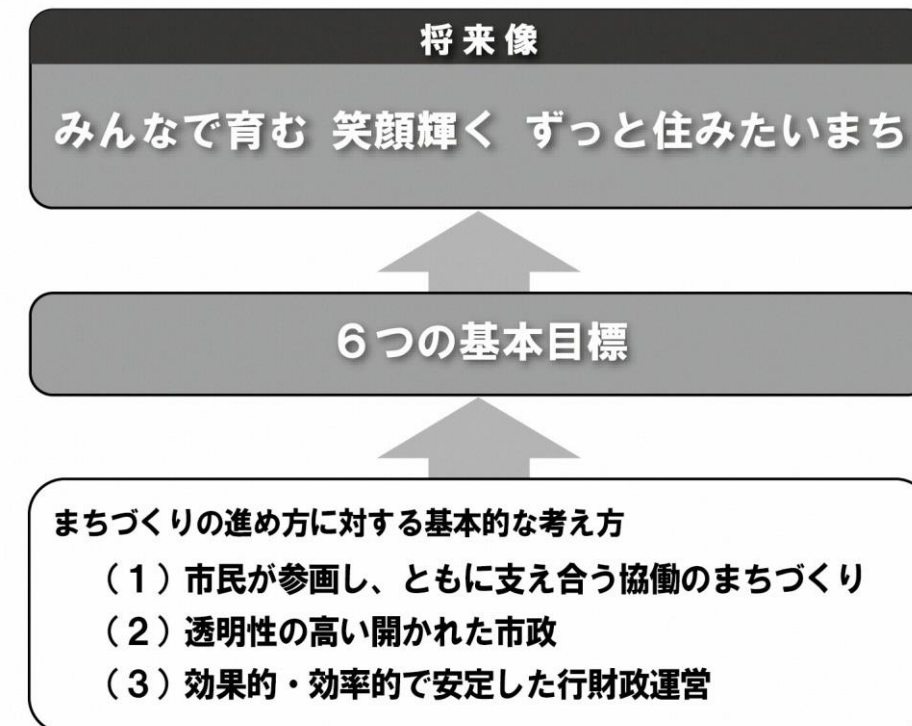 将来像
みんなで育む 笑顔輝く ずっと住みたいまち
６つの基本目標
まちづくりの進め方に対する基本的な考え方
（１）市民が参画し、ともに支え合う協働のまちづくり
（２）透明性の高い開かれた市政
（３）効果的・効率的で安定した行財政運営